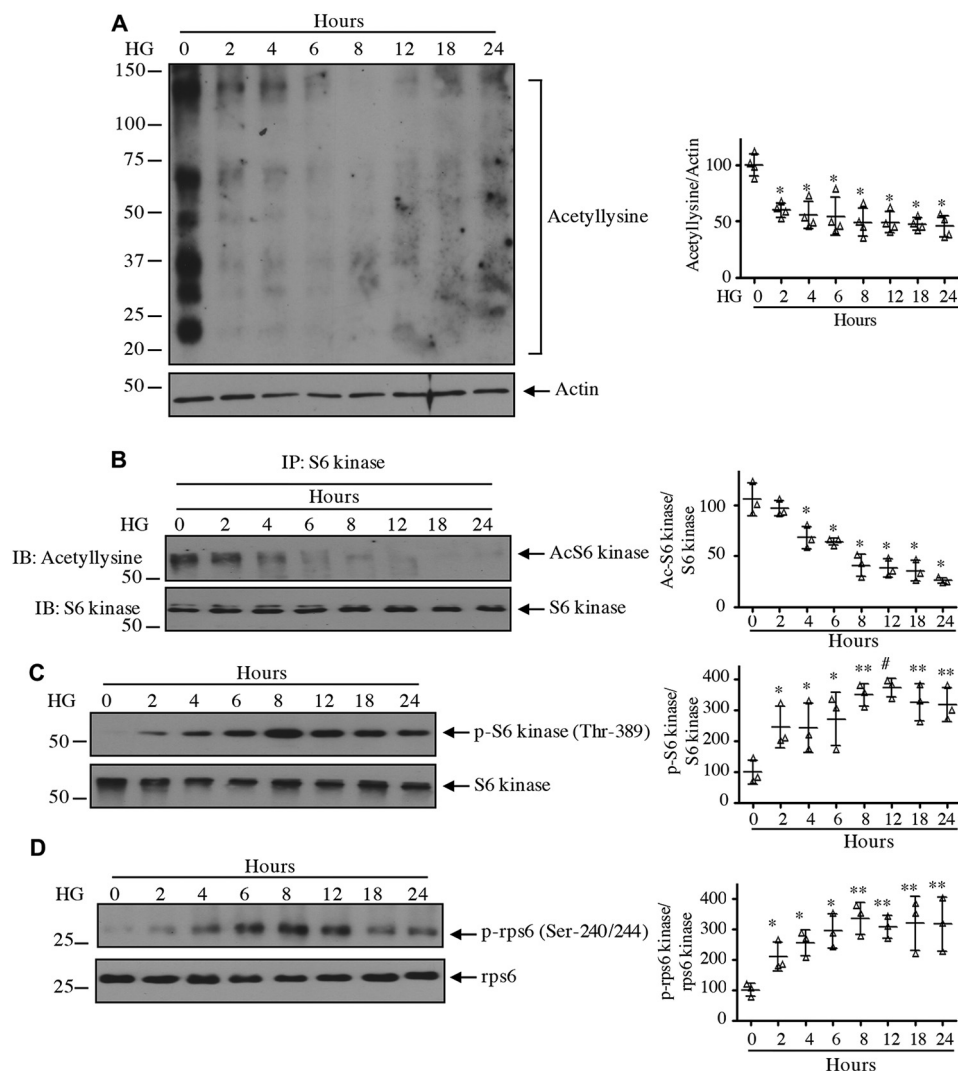 A
Hours
HG 0 2 4 6 8 12 18 24
150
100
75
50
37
25
20
Acetyllysine
50
Actin
Acetyllysine/Actin
100
50
0
* * * * * * *
HG 0 2 4 6 8 12 18 24
Hours
B
IP: S6 kinase
Hours
HG 0 2 4 6 8 12 18 24
IB: Acetyllysine
50
AcS6 kinase
IB: S6 kinase
50
S6 kinase
Ac-S6 kinase/
S6 kinase
100
50
0
* * * * * *
0 2 4 6 8 12 18 24
Hours
C
Hours
HG 0 2 4 6 8 12 18 24
50
p-S6 kinase (Thr-389)
50
S6 kinase
p-S6 kinase/
S6 kinase
400
300
200
100
0
* * * ** # ** **
0 2 4 6 8 12 18 24
Hours
D
Hours
HG 0 2 4 6 8 12 18 24
25
p-rps6 (Ser-240/244)
25
rps6
p-rps6 kinase/
rps6 kinase
400
300
200
100
0
* * * ** ** ** **
0 2 4 6 8 12 18 24
Hours